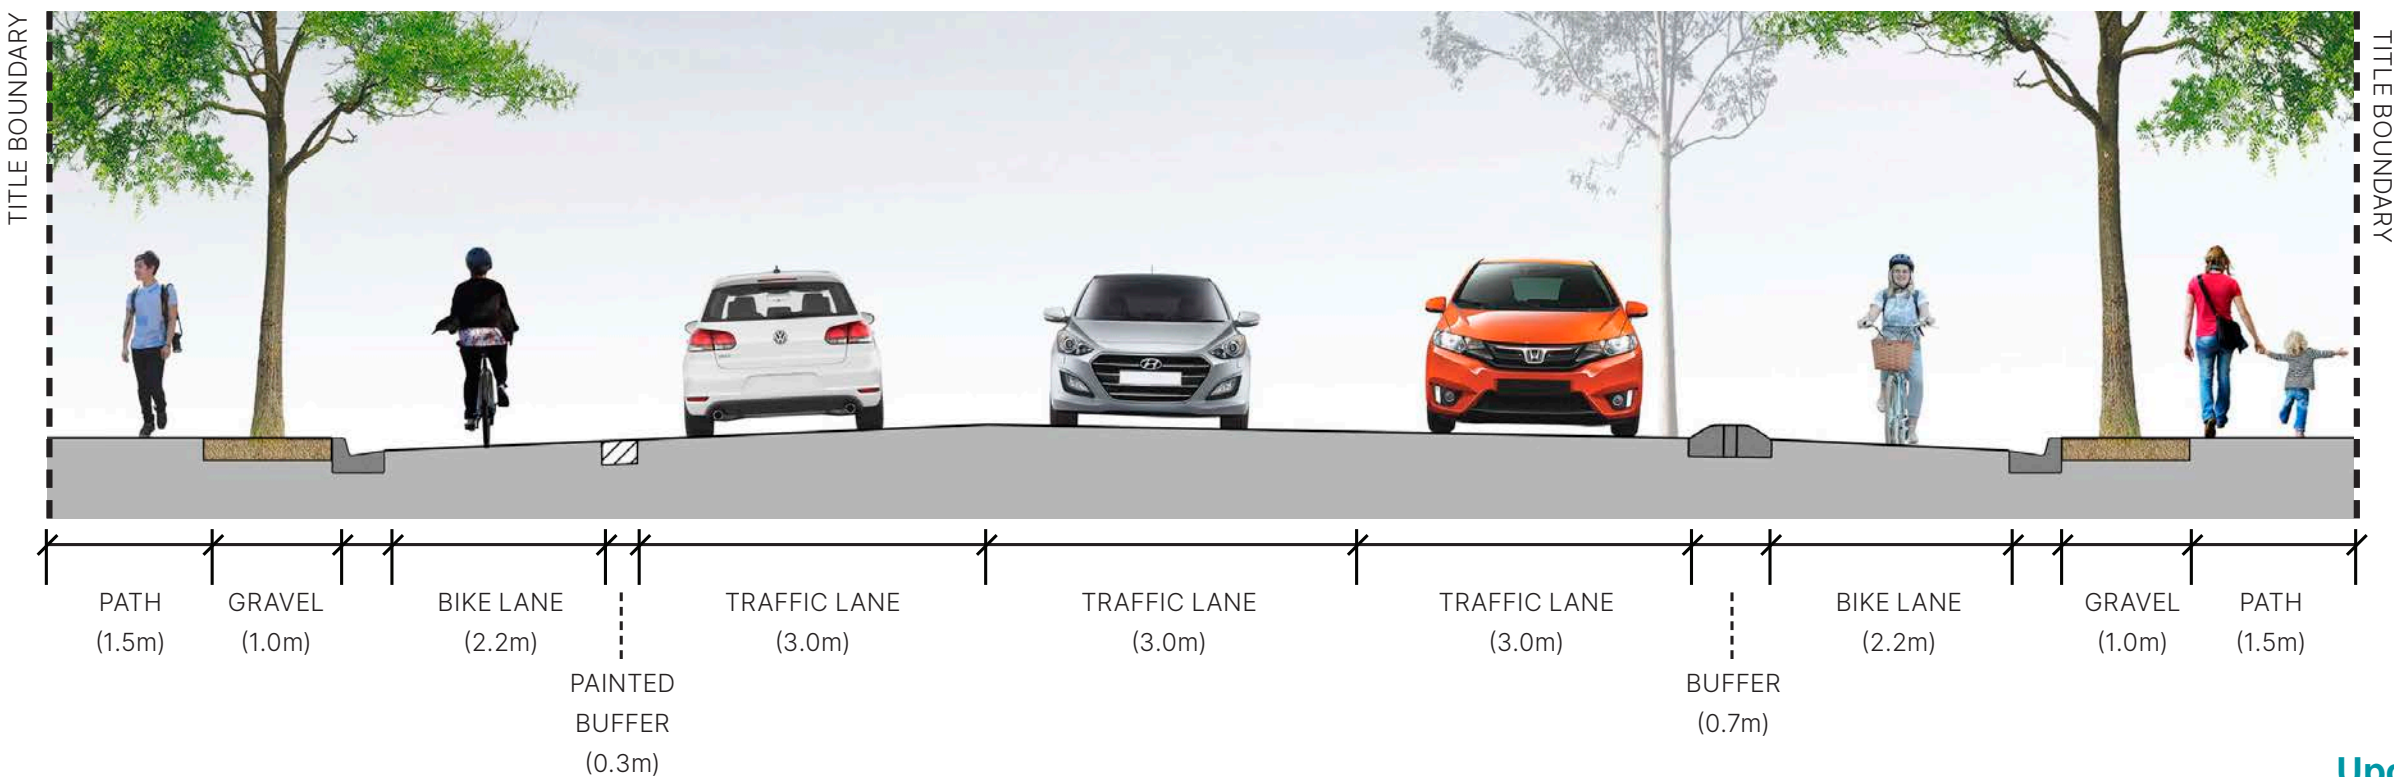 TITLE BOUNDARY
TITLE BOUNDARY
PATH
(1.5m)
GRAVEL
(1.0m)
BIKE LANE
(2.2m)
PAINTED
BUFFER
(0.3m)
TRAFFIC LANE
(3.0m)
TRAFFIC LANE
(3.0m)
TRAFFIC LANE
(3.0m)
BUFFER
(0.7m)
BIKE LANE
(2.2m)
GRAVEL
(1.0m)
PATH
(1.5m)